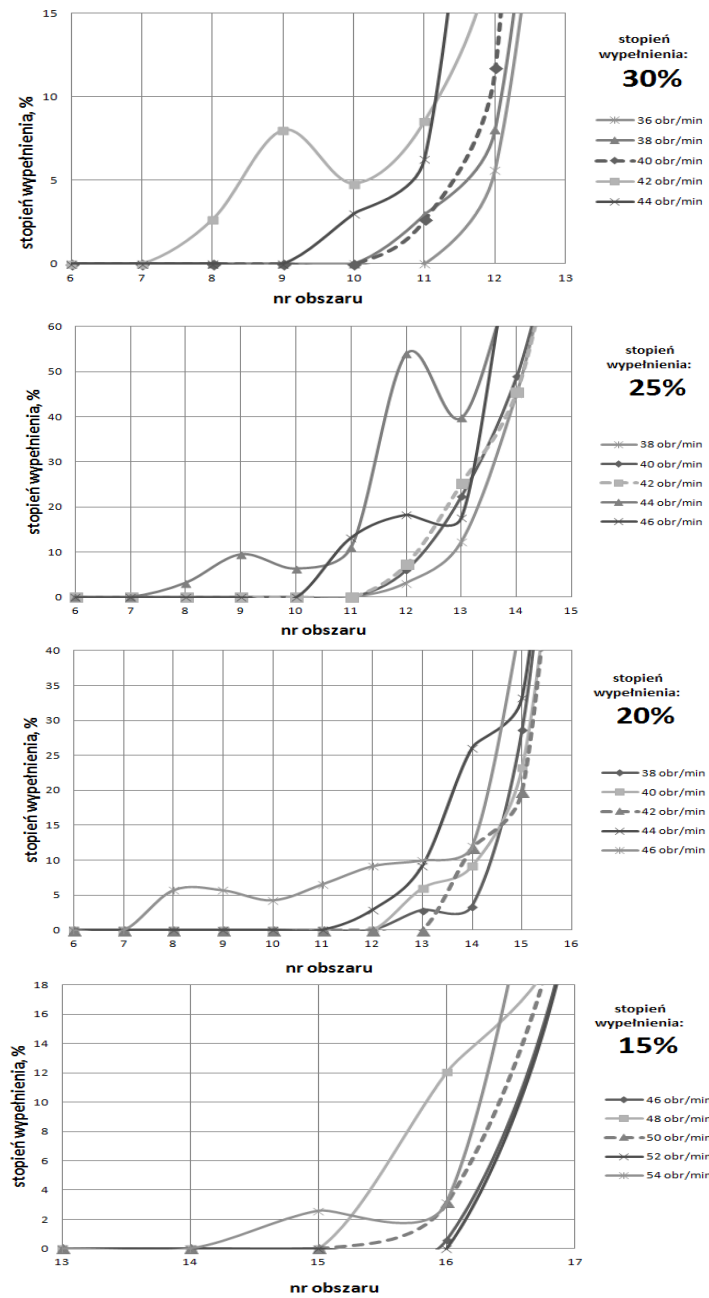 stopień
wypełnienia:
30%
15
10
5
0
stopień wypełnienia, %
6 7 8 9 10 11 12 13
nr obszaru
36 obr/min
38 obr/min
40 obr/min
42 obr/min
44 obr/min
stopień
wypełnienia:
25%
60
50
40
30
20
10
0
stopień wypełnienia, %
6 7 8 9 10 11 12 13 14 15
nr obszaru
38 obr/min
40 obr/min
42 obr/min
44 obr/min
46 obr/min
stopień
wypełnienia:
20%
40
35
30
25
20
15
10
5
0
stopień wypełnienia, %
6 7 8 9 10 11 12 13 14 15 16
nr obszaru
38 obr/min
40 obr/min
42 obr/min
44 obr/min
46 obr/min
stopień
wypełnienia:
15%
18
16
14
12
10
8
6
4
2
0
stopień wypełnienia, %
13 14 15 16 17
nr obszaru
46 obr/min
48 obr/min
50 obr/min
52 obr/min
54 obr/min